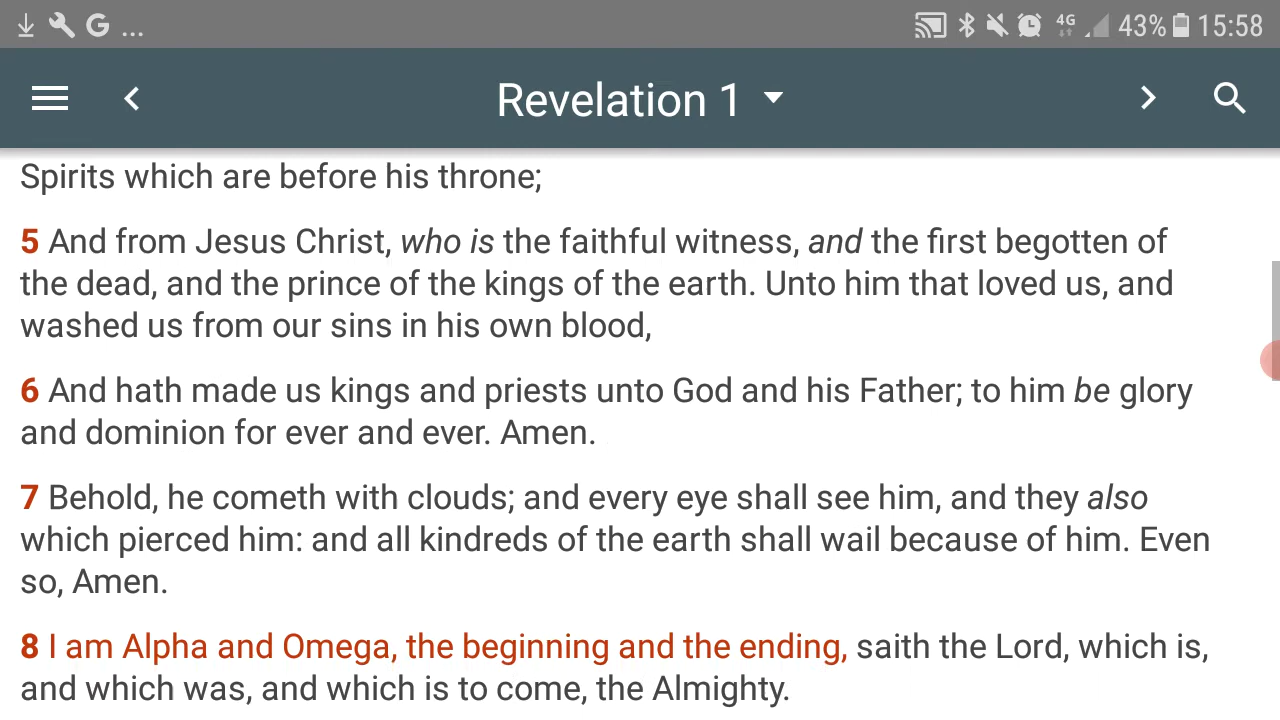 G ... 4G 43% 15:58
Revelation 1
Spirits which are before his throne;
5 And from Jesus Christ, who is the faithful witness, and the first begotten of
the dead, and the prince of the kings of the earth. Unto him that loved us, and
washed us from our sins in his own blood,
6 And hath made us kings and priests unto God and his Father; to him be glory
and dominion for ever and ever. Amen.
7 Behold, he cometh with clouds; and every eye shall see him, and they also
which pierced him: and all kindreds of the earth shall wail because of him. Even
so, Amen.
8 I am Alpha and Omega, the beginning and the ending, saith the Lord, which is,
and which was, and which is to come, the Almighty.